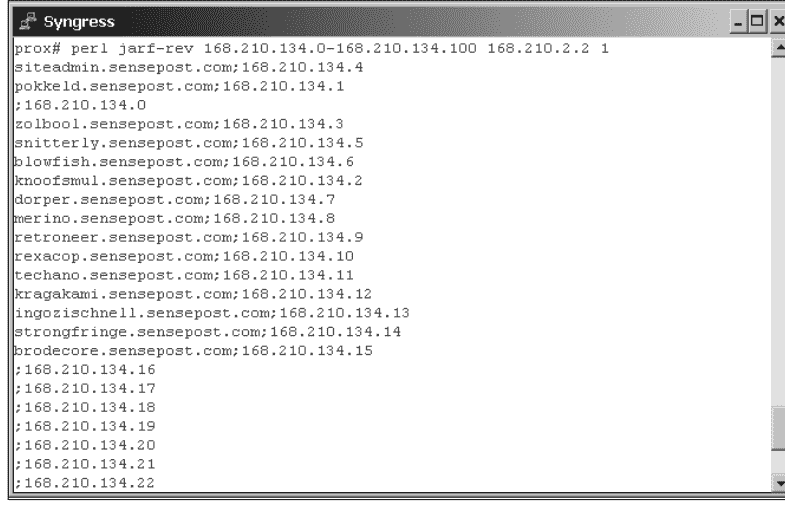 Syngress
prox# perl jarf-rev 168.210.134.0-168.210.134.100 168.210.2.2 1
siteadmin.sensepost.com;168.210.134.4
pokkeld.sensepost.com;168.210.134.1
;168.210.134.0
zolbool.sensepost.com;168.210.134.3
snitterly.sensepost.com;168.210.134.5
blowfish.sensepost.com;168.210.134.6
knoofsmul.sensepost.com;168.210.134.2
dorper.sensepost.com;168.210.134.7
merino.sensepost.com;168.210.134.8
retroneer.sensepost.com;168.210.134.9
rexacop.sensepost.com;168.210.134.10
techano.sensepost.com;168.210.134.11
kragakami.sensepost.com;168.210.134.12
ingozischnell.sensepost.com;168.210.134.13
strongfringe.sensepost.com;168.210.134.14
brodecore.sensepost.com;168.210.134.15
;168.210.134.16
;168.210.134.17
;168.210.134.18
;168.210.134.19
;168.210.134.20
;168.210.134.21
;168.210.134.22